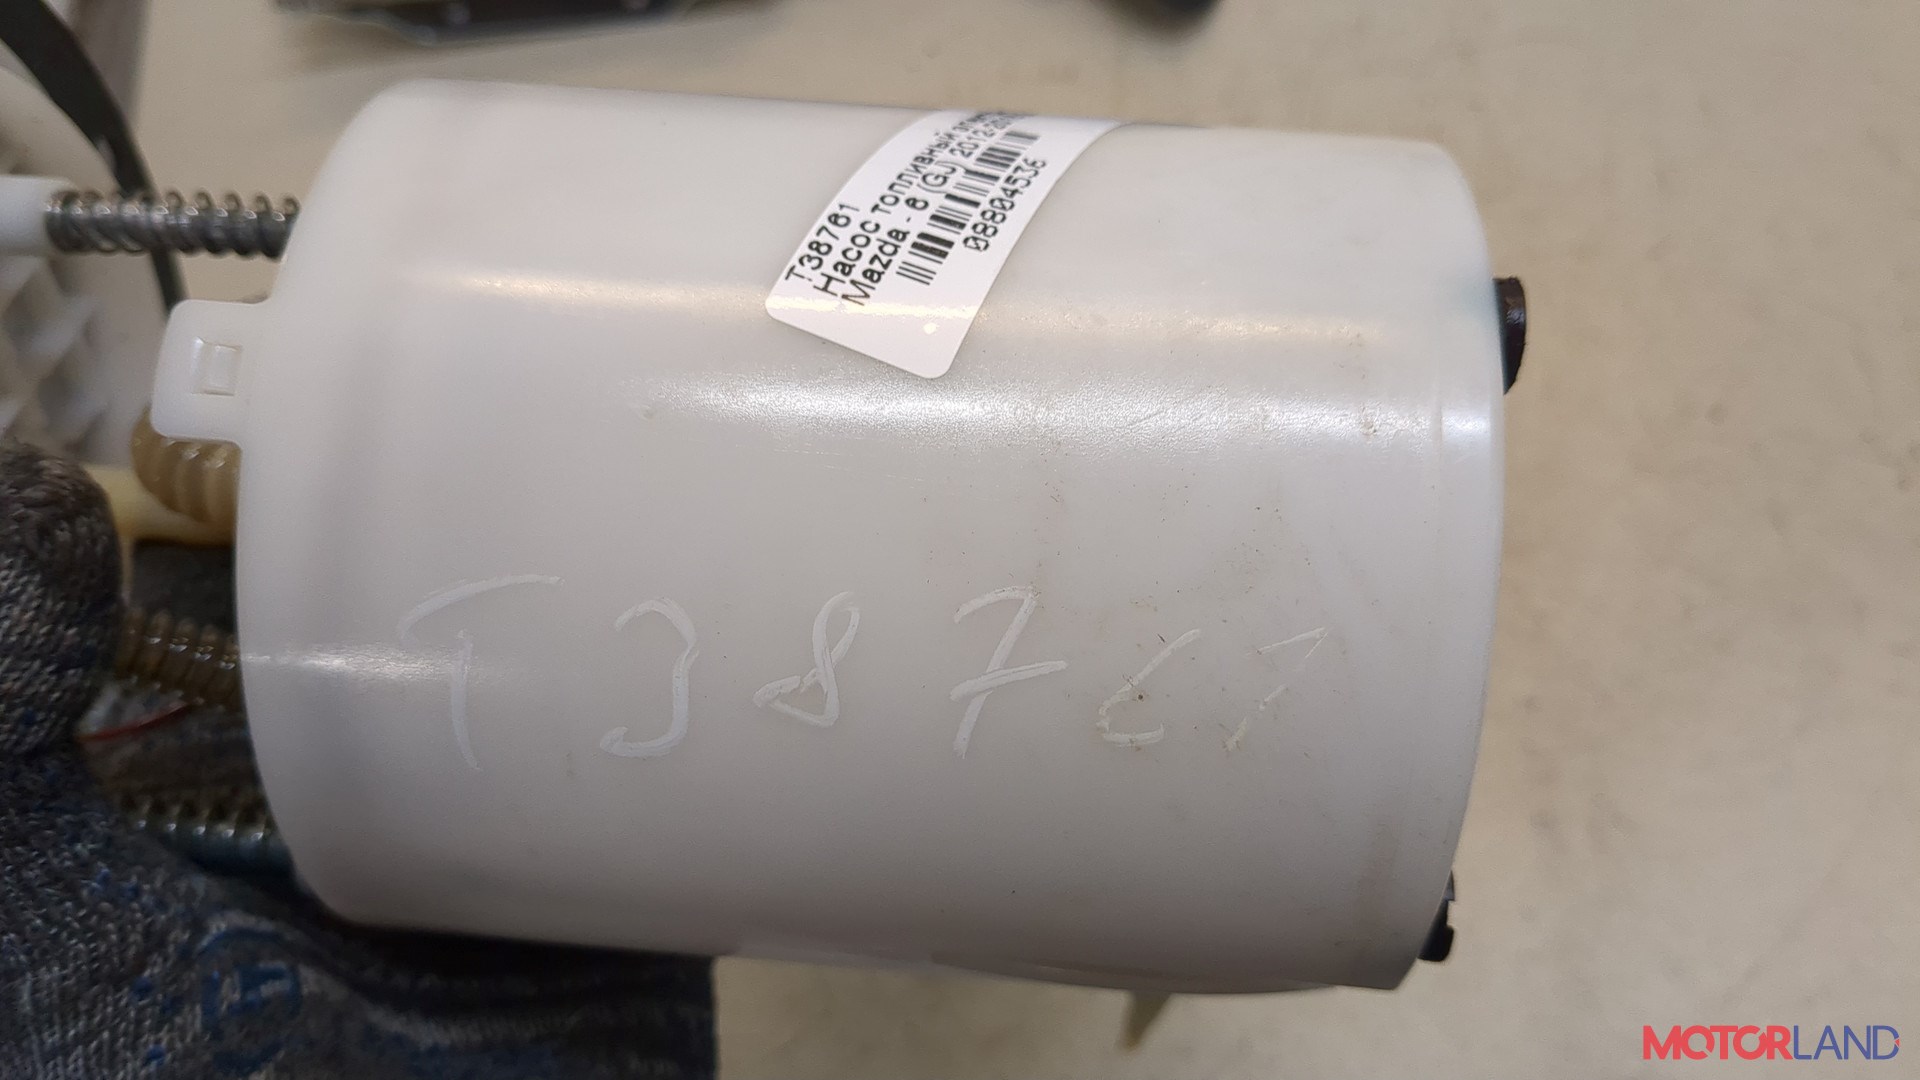 T38761
Насос топливный
Mazda - 6 (GJ) 2012-
08804536
T38761
MOTORLAND